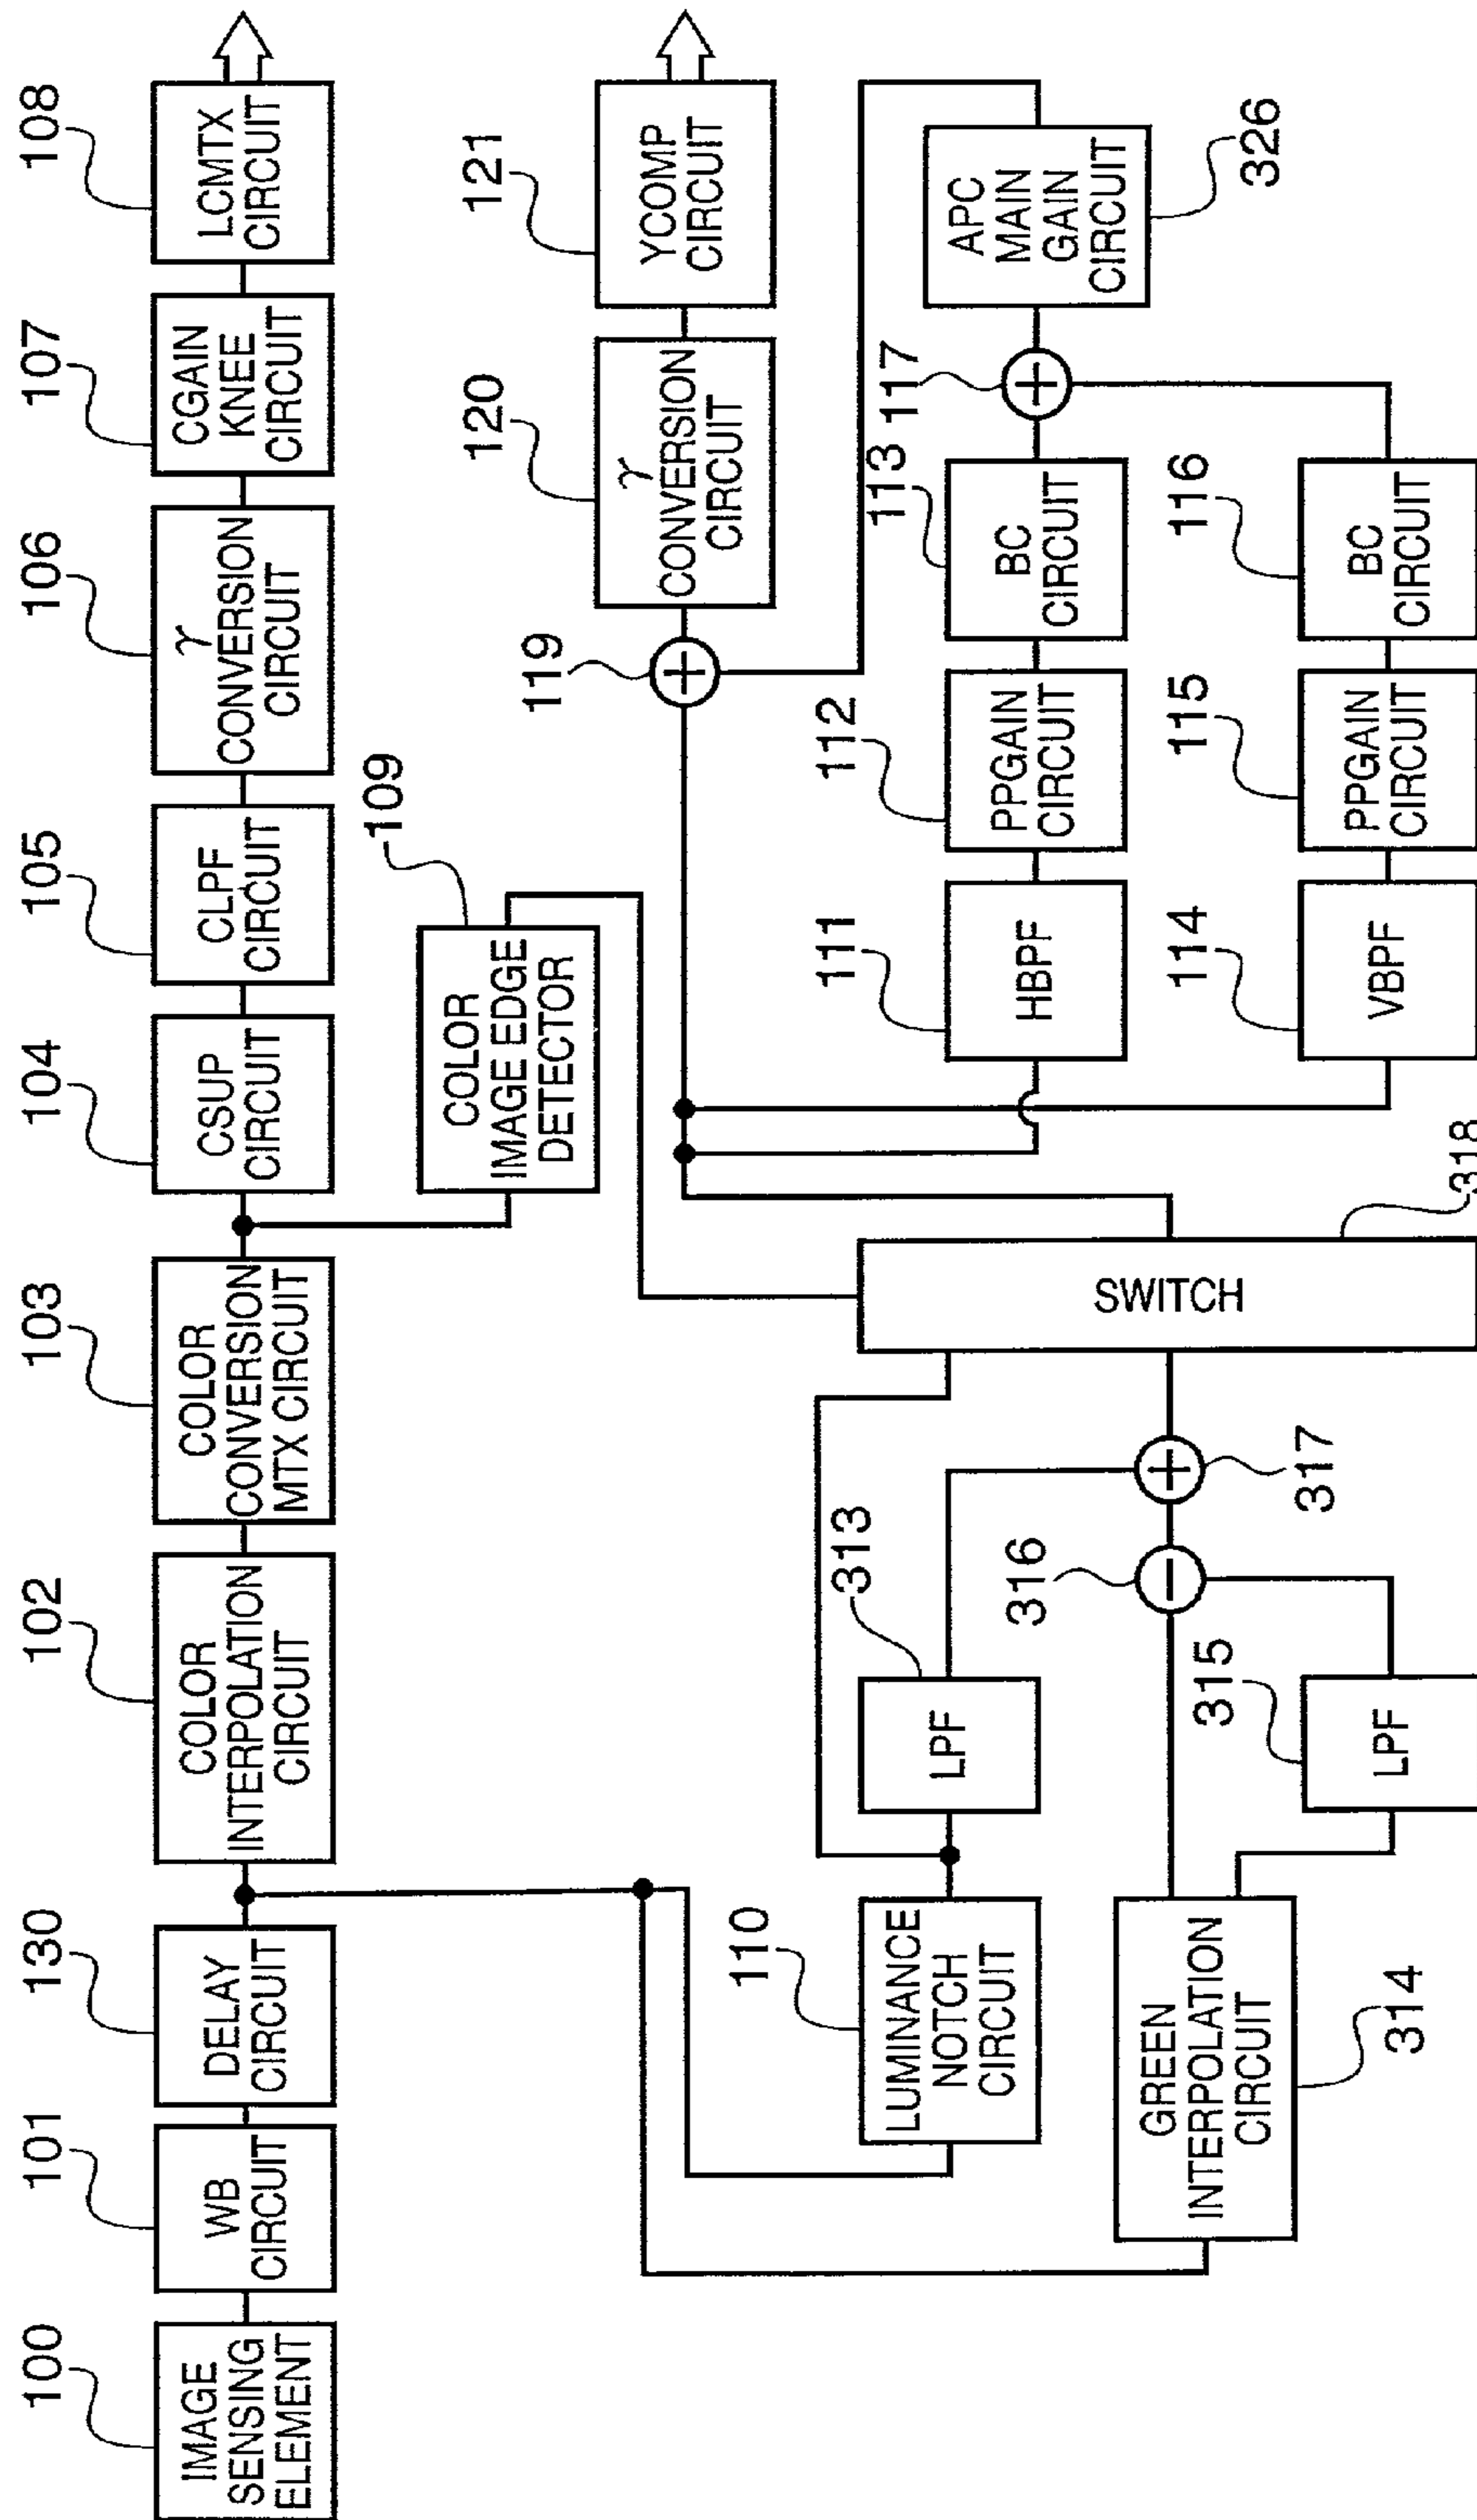 100
IMAGE
SENSING
ELEMENT
101
WB
CIRCUIT
130
DELAY
CIRCUIT
102
COLOR
INTERPOLATION
CIRCUIT
103
COLOR
CONVERSION
MTX CIRCUIT
104
CSUP
CIRCUIT
105
CLPF
CIRCUIT
106
γ
CONVERSION
CIRCUIT
107
CGAIN
KNEE
CIRCUIT
108
LCMTX
CIRCUIT
109
COLOR
IMAGE EDGE
DETECTOR
119
120
γ
CONVERSION
CIRCUIT
121
YCOMP
CIRCUIT
110
LUMINANCE
NOTCH
CIRCUIT
313
LPF
314
GREEN
INTERPOLATION
CIRCUIT
315
LPF
316
317
318
SWITCH
111
HBPF
112
PPGAIN
CIRCUIT
113
BC
CIRCUIT
117
APC
MAIN
GAIN
CIRCUIT
326
114
VBPF
115
PPGAIN
CIRCUIT
116
BC
CIRCUIT